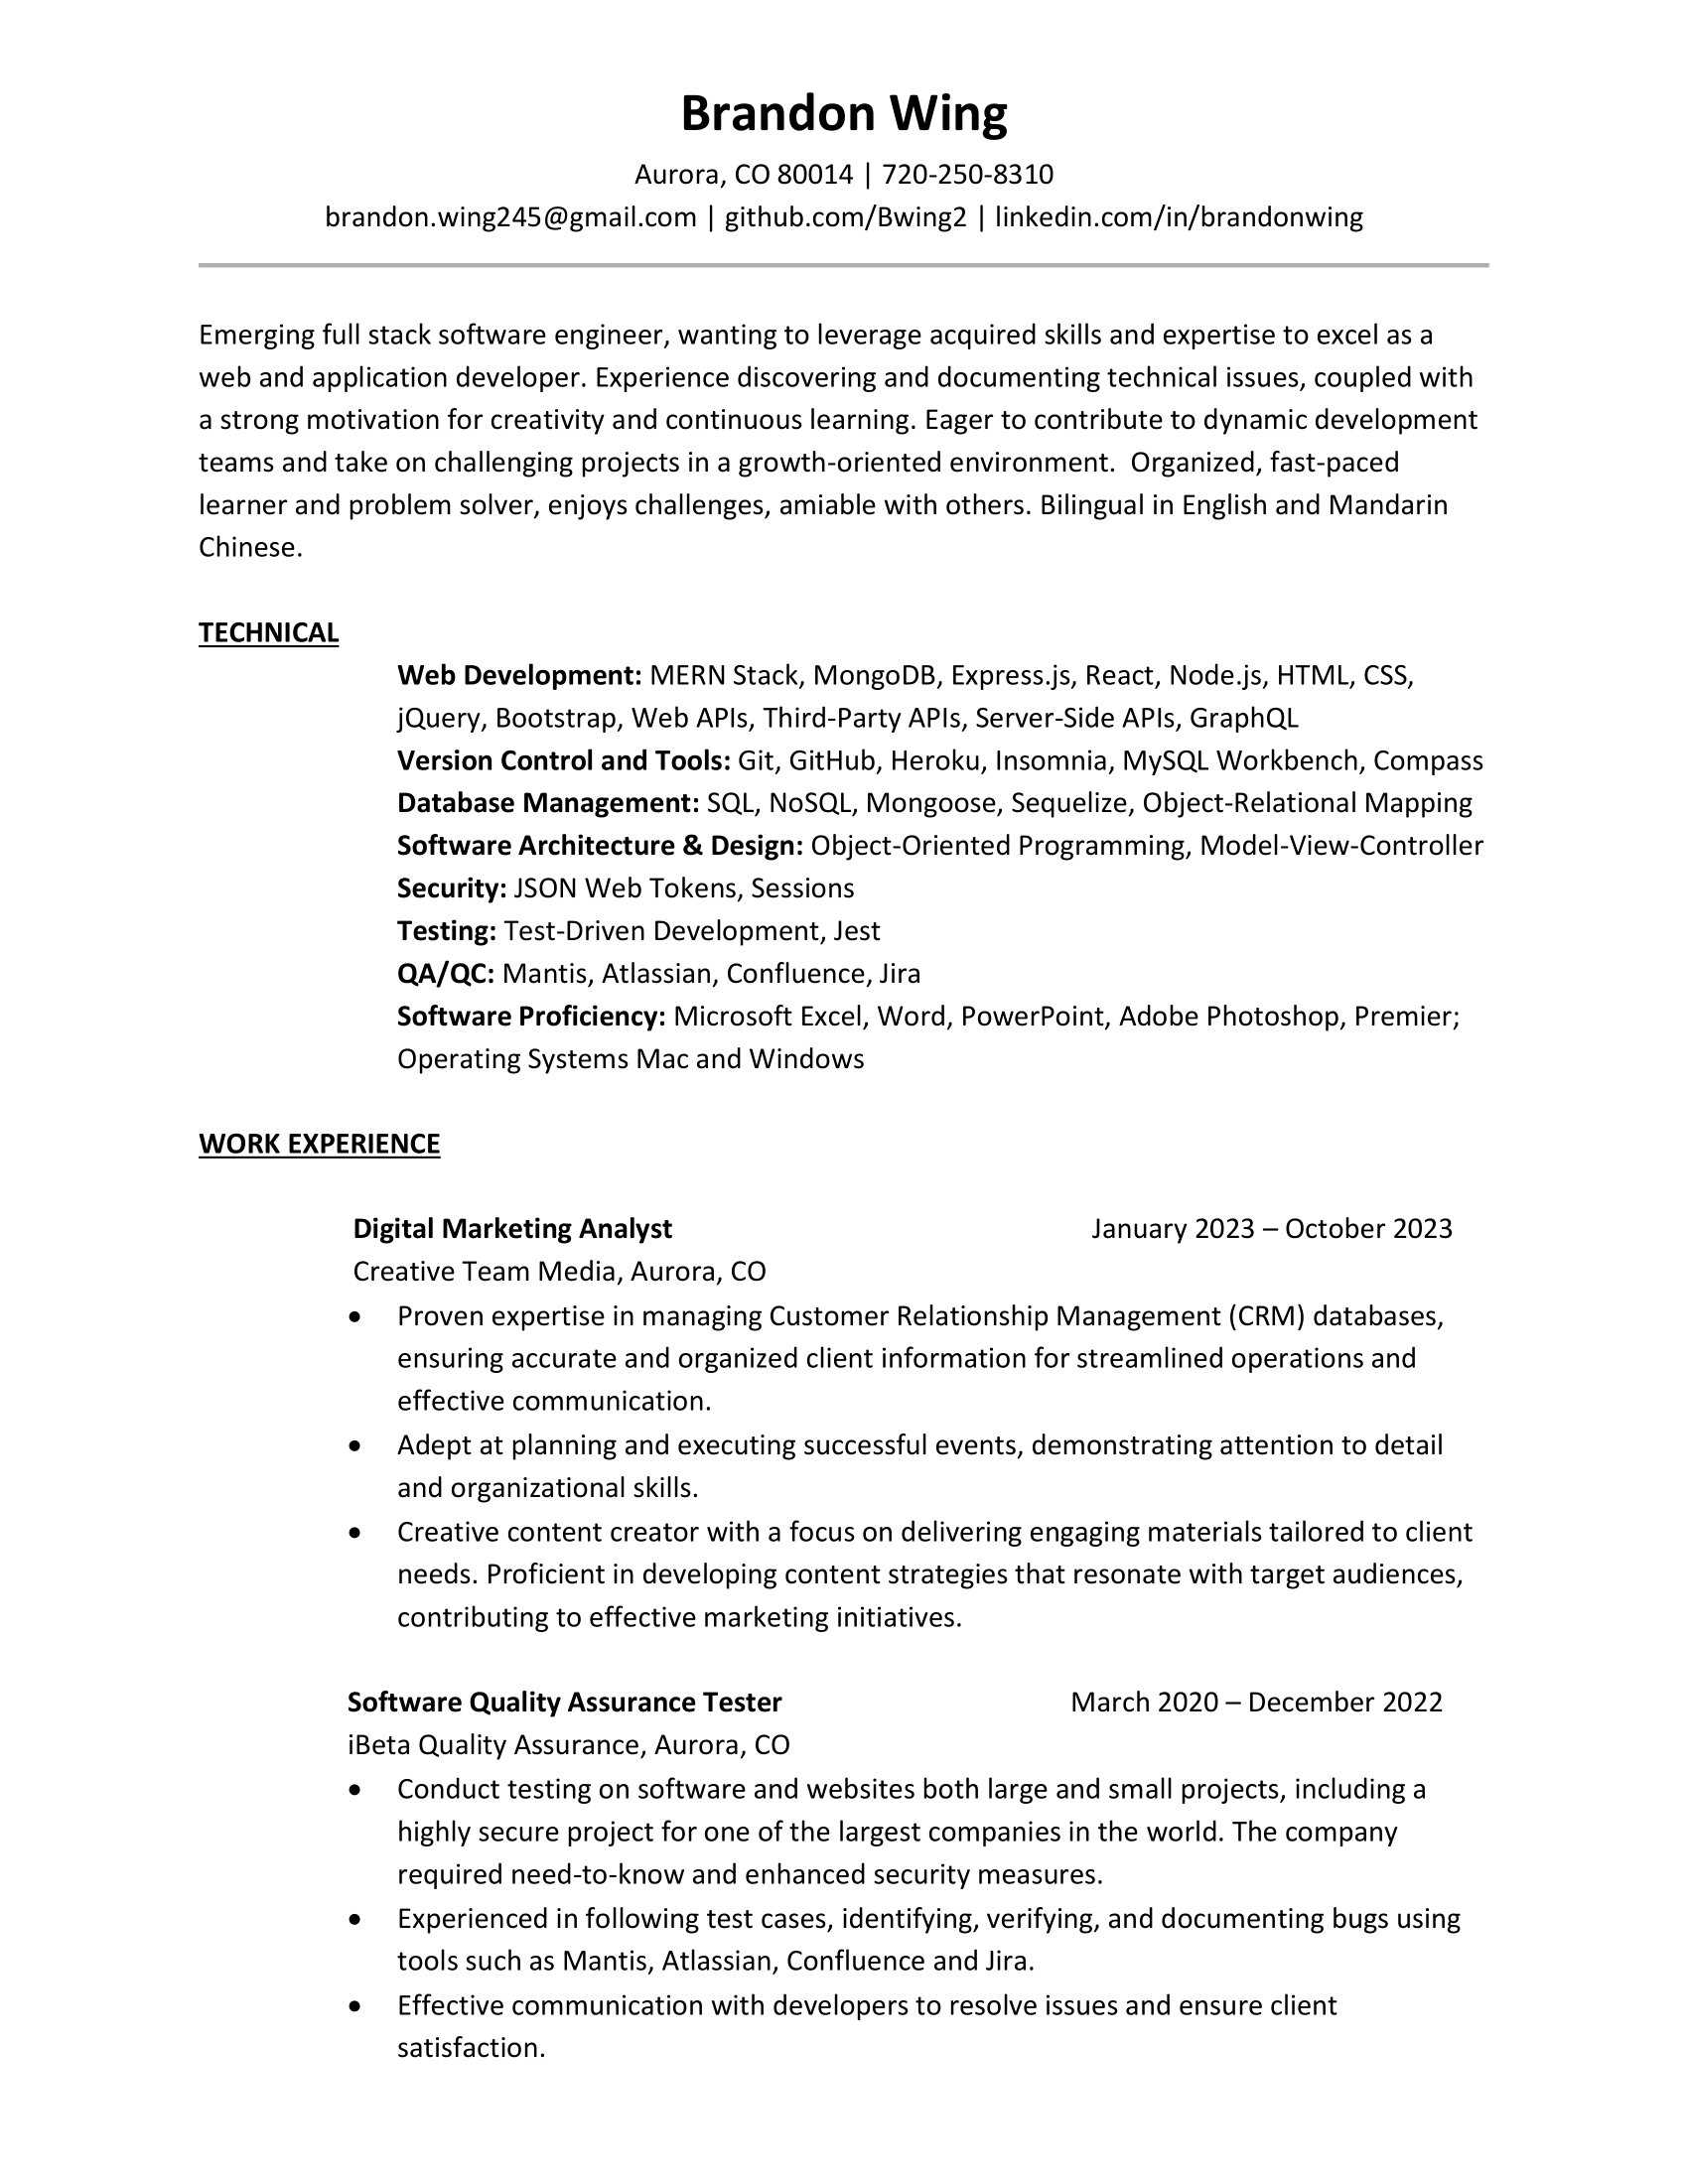 Brandon Wing
Aurora, CO 80014 | 720-250-8310
brandon.wing245@gmail.com | github.com/Bwing2 | linkedin.com/in/brandonwing
Emerging full stack software engineer, wanting to leverage acquired skills and expertise to excel as a
web and application developer. Experience discovering and documenting technical issues, coupled with
a strong motivation for creativity and continuous learning. Eager to contribute to dynamic development
teams and take on challenging projects in a growth-oriented environment.  Organized, fast-paced
learner and problem solver, enjoys challenges, amiable with others. Bilingual in English and Mandarin
Chinese.
TECHNICAL
Web Development: MERN Stack, MongoDB, Express.js, React, Node.js, HTML, CSS,
jQuery, Bootstrap, Web APIs, Third-Party APIs, Server-Side APIs, GraphQL
Version Control and Tools: Git, GitHub, Heroku, Insomnia, MySQL Workbench, Compass
Database Management: SQL, NoSQL, Mongoose, Sequelize, Object-Relational Mapping
Software Architecture & Design: Object-Oriented Programming, Model-View-Controller
Security: JSON Web Tokens, Sessions
Testing: Test-Driven Development, Jest
QA/QC: Mantis, Atlassian, Confluence, Jira
Software Proficiency: Microsoft Excel, Word, PowerPoint, Adobe Photoshop, Premier;
Operating Systems Mac and Windows
WORK EXPERIENCE
Digital Marketing Analyst January 2023 – October 2023
Creative Team Media, Aurora, CO
• Proven expertise in managing Customer Relationship Management (CRM) databases,
ensuring accurate and organized client information for streamlined operations and
effective communication.
• Adept at planning and executing successful events, demonstrating attention to detail
and organizational skills.
• Creative content creator with a focus on delivering engaging materials tailored to client
needs. Proficient in developing content strategies that resonate with target audiences,
contributing to effective marketing initiatives.
Software Quality Assurance Tester March 2020 – December 2022
iBeta Quality Assurance, Aurora, CO
• Conduct testing on software and websites both large and small projects, including a
highly secure project for one of the largest companies in the world. The company
required need-to-know and enhanced security measures.
• Experienced in following test cases, identifying, verifying, and documenting bugs using
tools such as Mantis, Atlassian, Confluence and Jira.
• Effective communication with developers to resolve issues and ensure client
satisfaction.